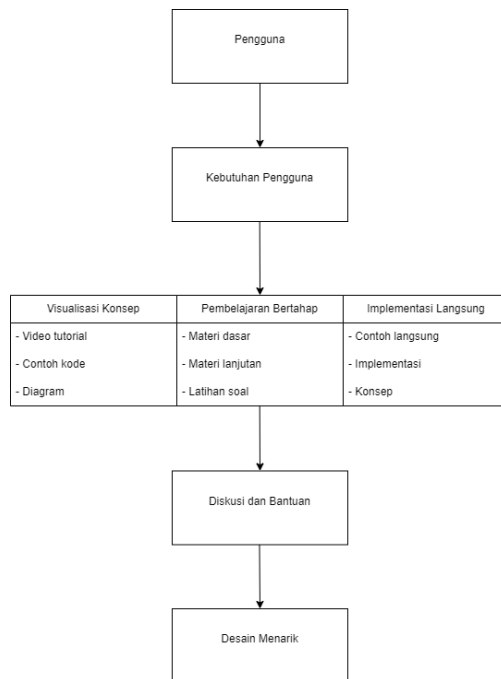 Pengguna
Kebutuhan Pengguna
Visualisasi Konsep
- Video tutorial
- Contoh kode
- Diagram
Pembelajaran Bertahap
- Materi dasar
- Materi lanjutan
- Latihan soal
Implementasi Langsung
- Contoh langsung
- Implementasi
- Konsep
Diskusi dan Bantuan
Desain Menarik